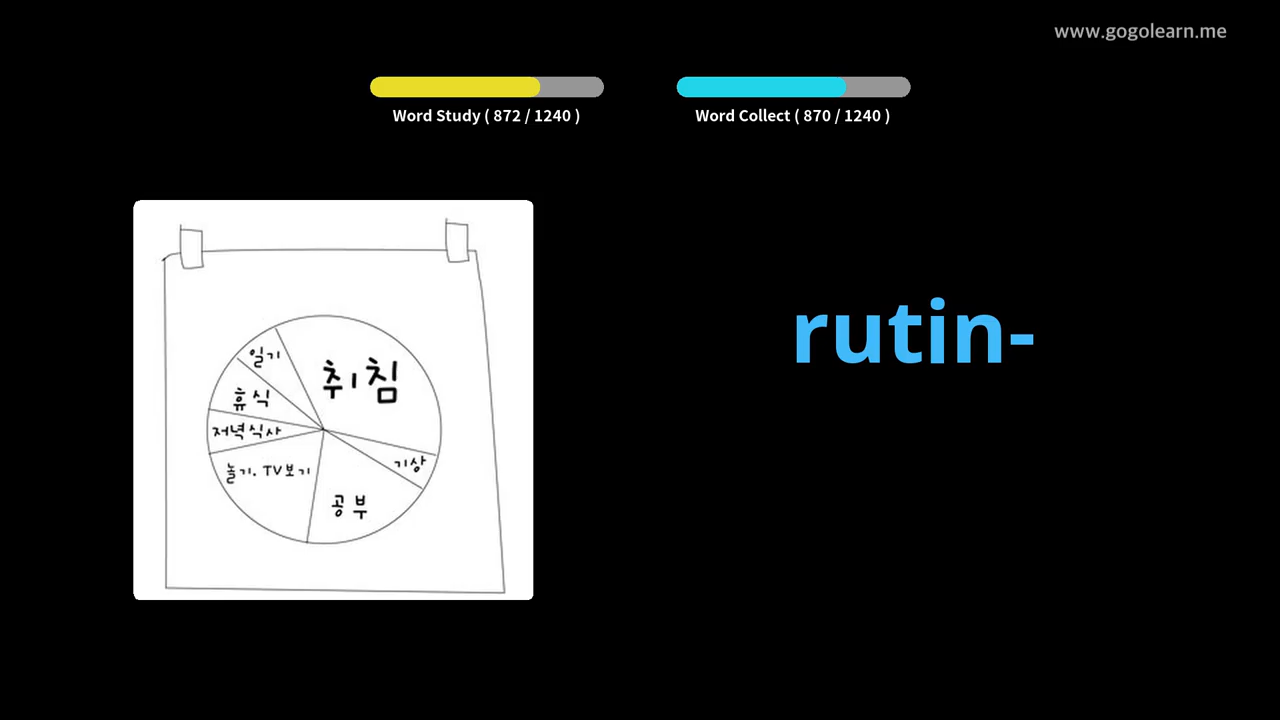 www.gogolearn.me
Word Study ( 872 / 1240 )
Word Collect ( 870 / 1240 )
rutin-
일기
취침
휴식
저녁식사
기상
놀기. TV보기
공부